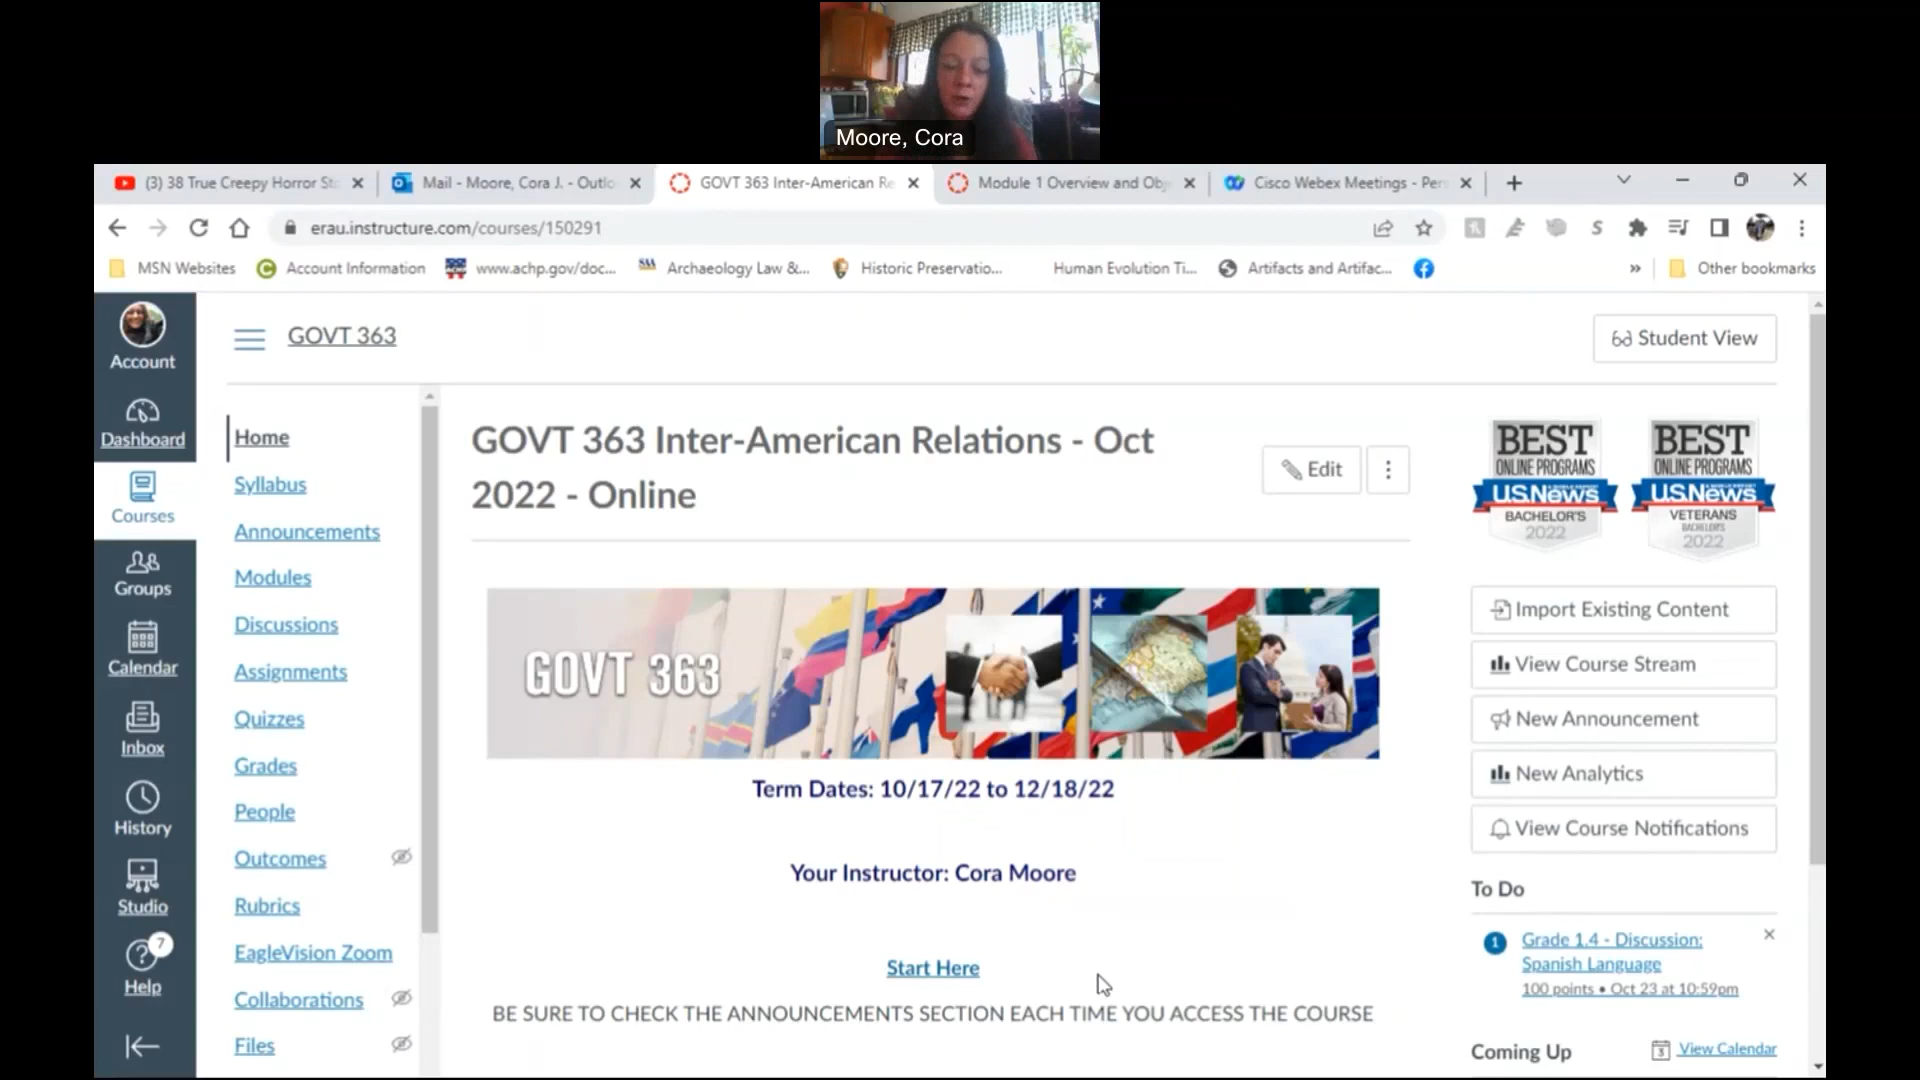 Moore, Cora
(3) 38 True Creepy Horror Sto
Mail - Moore, Cora J. - Outlo
GOVT 363 Inter-American Re
Module 1 Overview and Obj
Cisco Webex Meetings - Per
erau.instructure.com/courses/150291
MSN Websites
Account Information
www.achp.gov/doc...
Archaeology Law &...
Historic Preservatio...
Human Evolution Ti...
Artifacts and Artifac...
Other bookmarks
Account
Dashboard
Courses
Groups
Calendar
Inbox
History
Studio
7
Help
GOVT 363
Student View
Home
Syllabus
Announcements
Modules
Discussions
Assignments
Quizzes
Grades
People
Outcomes
Rubrics
EagleVision Zoom
Collaborations
Files
GOVT 363 Inter-American Relations - Oct
2022 - Online
Edit
GOVT 363
Term Dates: 10/17/22 to 12/18/22
Your Instructor: Cora Moore
Start Here
BE SURE TO CHECK THE ANNOUNCEMENTS SECTION EACH TIME YOU ACCESS THE COURSE
BEST
ONLINE PROGRAMS
U.S.News
BACHELOR'S
2022
BEST
ONLINE PROGRAMS
U.S.News
VETERANS
BACHELOR'S
2022
Import Existing Content
View Course Stream
New Announcement
New Analytics
View Course Notifications
To Do
1
Grade 1.4 - Discussion:
Spanish Language
100 points • Oct 23 at 10:59pm
Coming Up
View Calendar